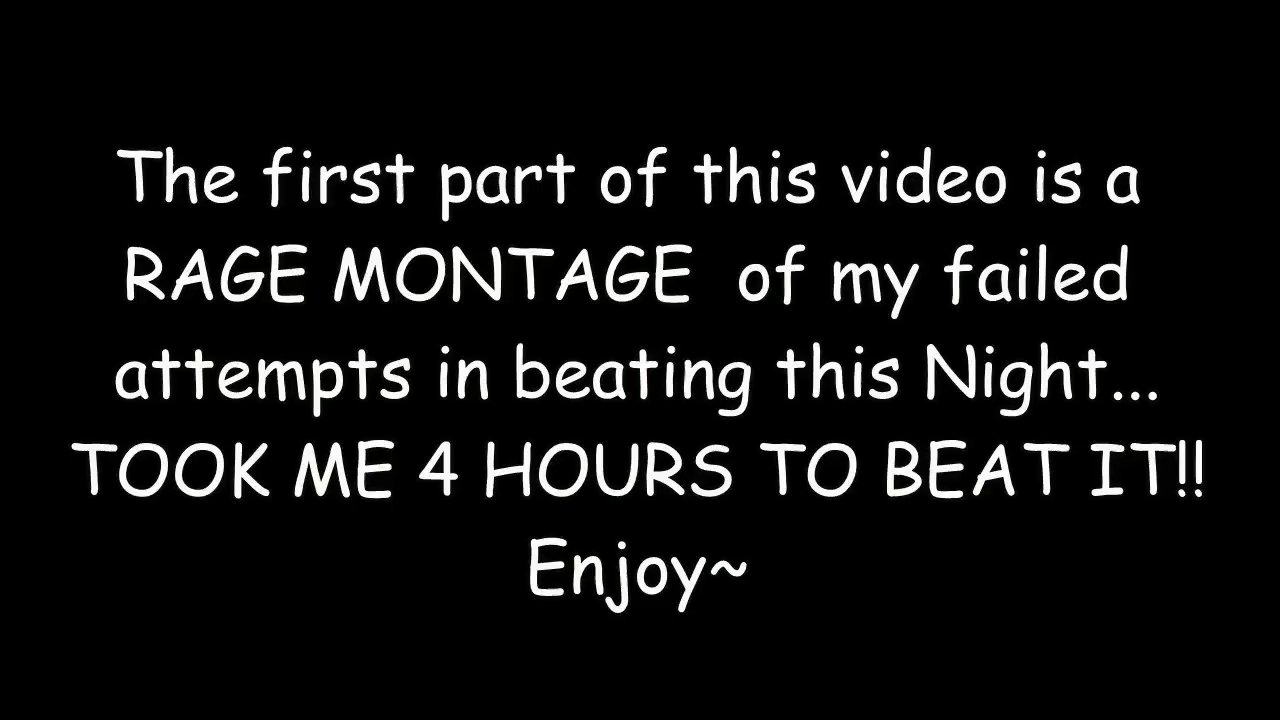 The first part of this video is a
RAGE MONTAGE  of my failed
attempts in beating this Night...
TOOK ME 4 HOURS TO BEAT IT!!
Enjoy~